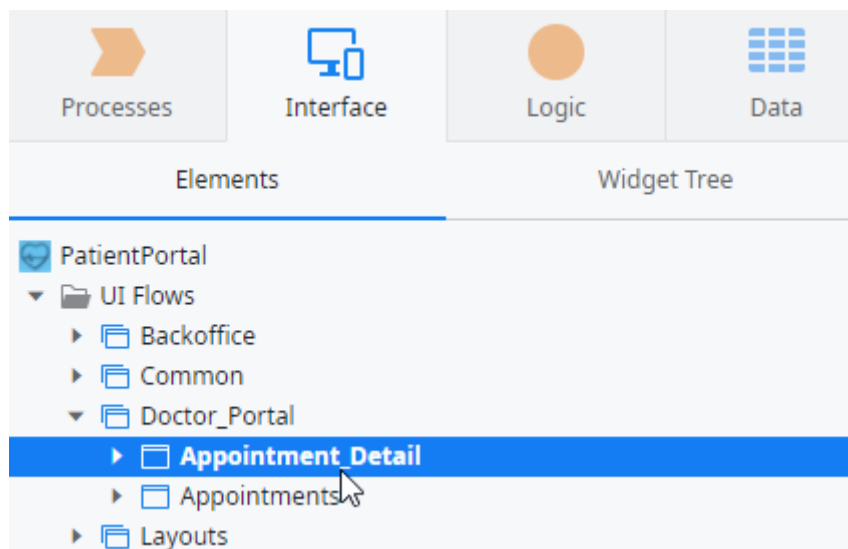 Processes Interface Logic Data
Elements Widget Tree
PatientPortal
UI Flows
Backoffice
Common
Doctor_Portal
Appointment_Detail
Appointments
Layouts